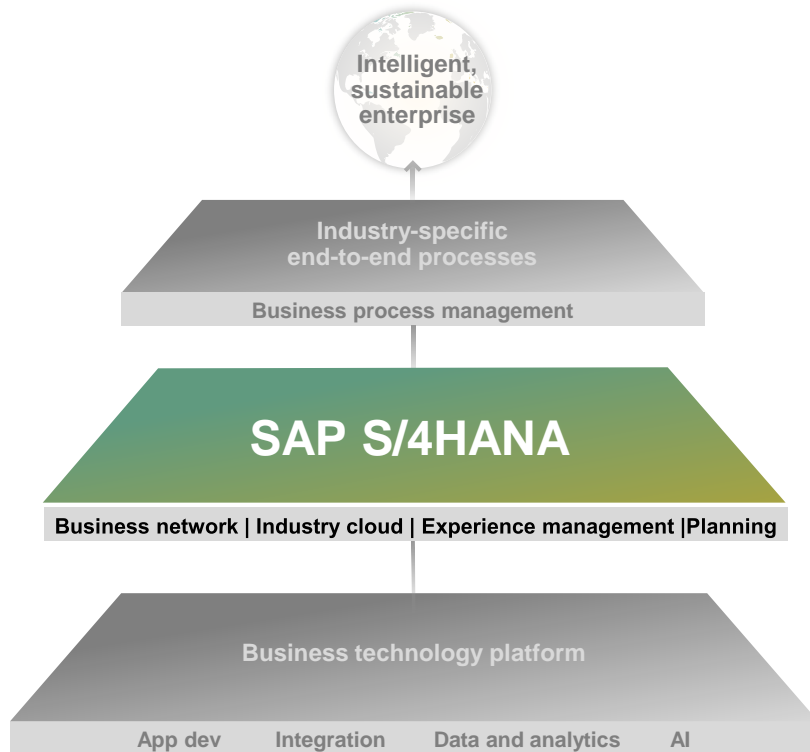 Intelligent,
sustainable
enterprise
Industry-specific
end-to-end processes
Business process management
SAP S/4HANA
Business network | Industry cloud | Experience management |Planning
Business technology platform
App dev Integration Data and analytics AI